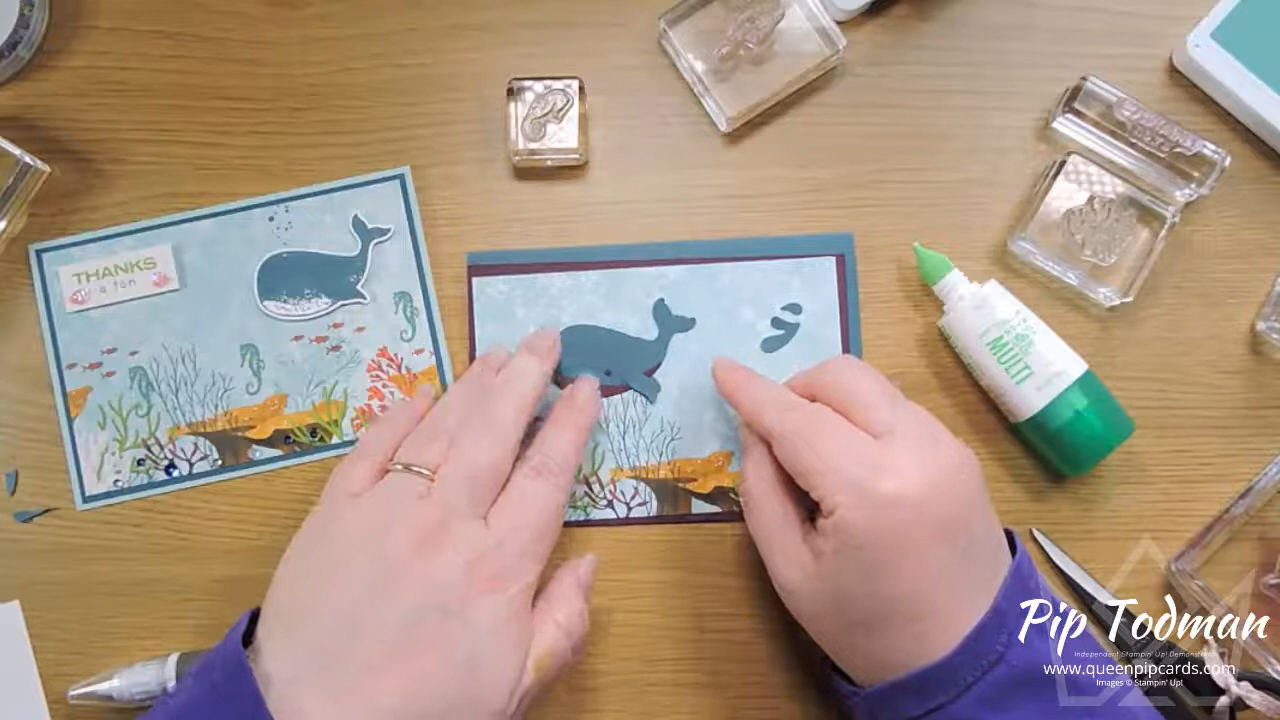 THANKS
a ton
MULTI
Pip Todman
Independent Stampin' Up! Demonstrator
www.queenpipcards.com
Images © Stampin' Up!